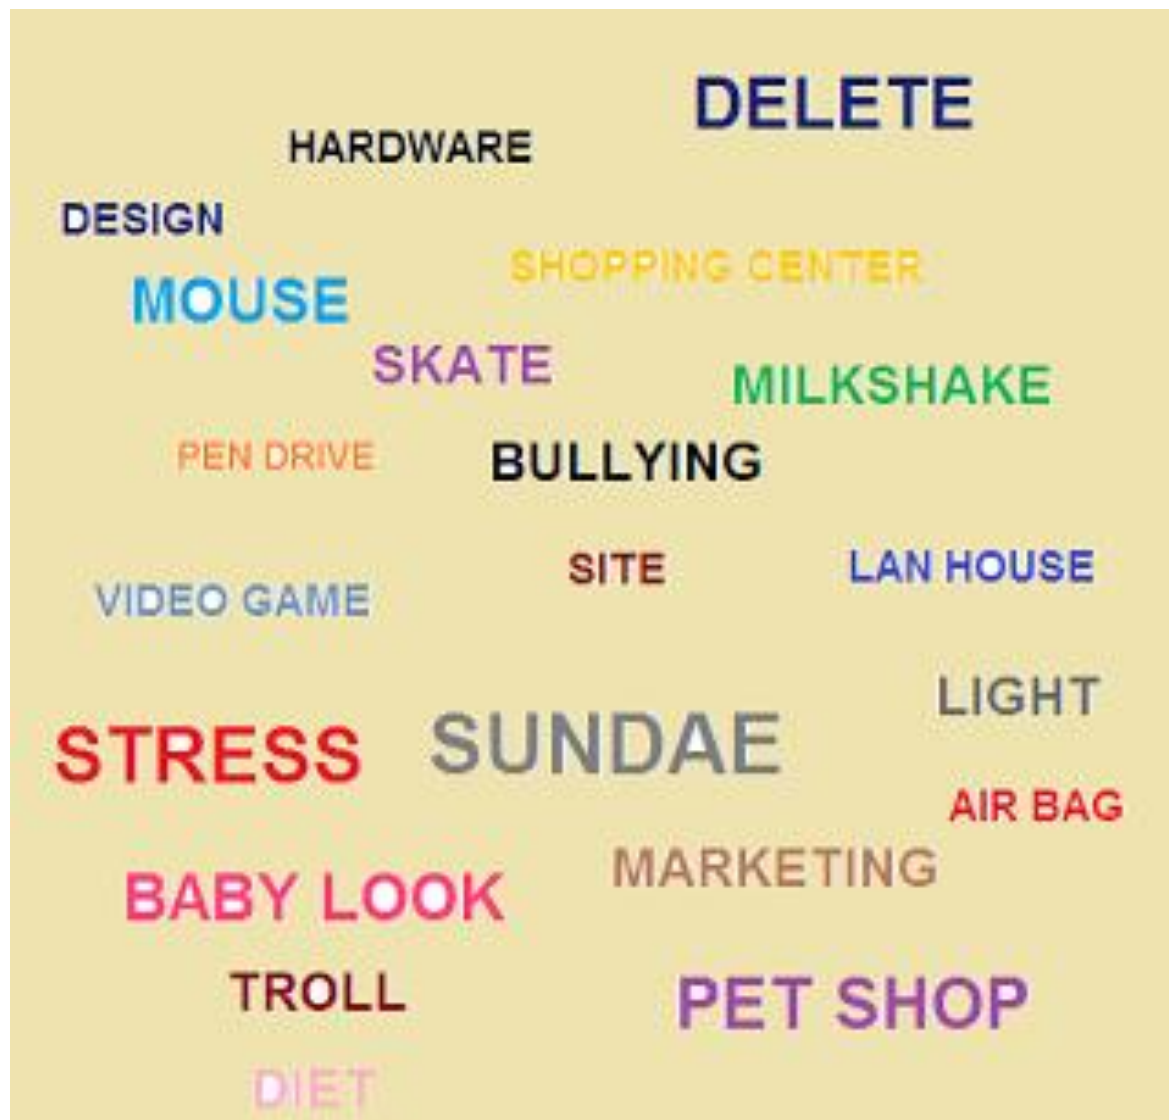 DELETE
HARDWARE
DESIGN
SHOPPING CENTER
MOUSE
SKATE
MILKSHAKE
PEN DRIVE
BULLYING
SITE
LAN HOUSE
VIDEO GAME
LIGHT
STRESS
SUNDAE
AIR BAG
MARKETING
BABY LOOK
TROLL
PET SHOP
DIET